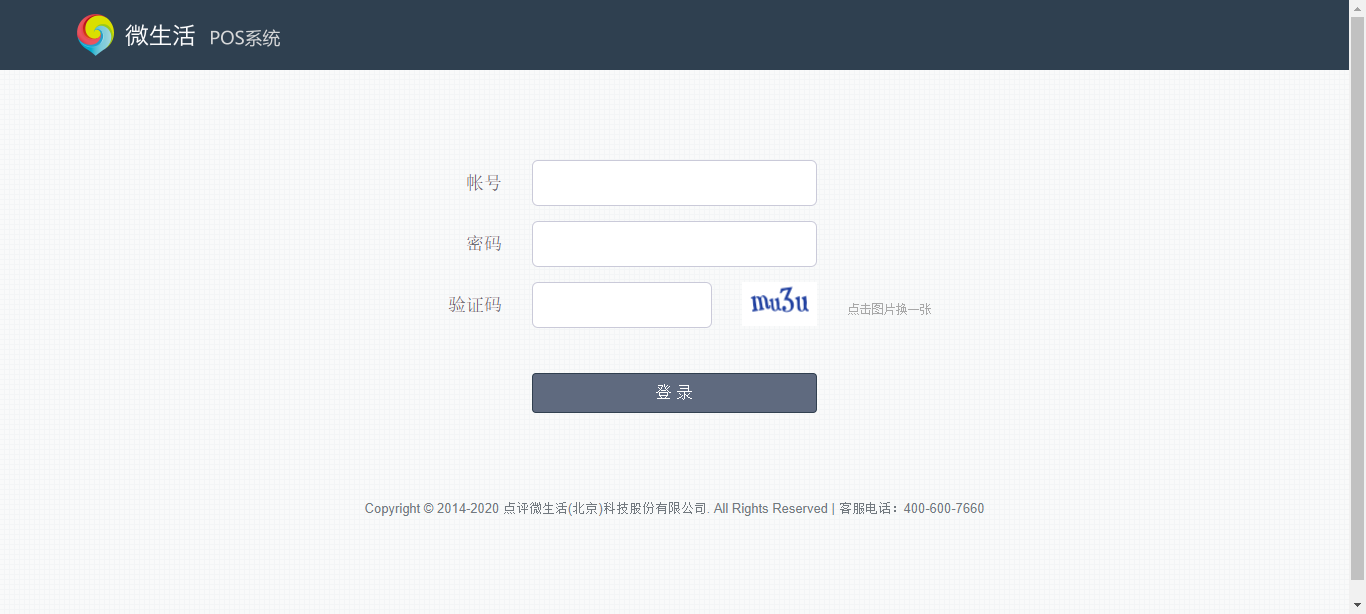 微生活 POS系统
帐号
密码
验证码 mu3u 点击图片换一张
登 录
Copyright © 2014-2020 点评微生活(北京)科技股份有限公司. All Rights Reserved | 客服电话：400-600-7660